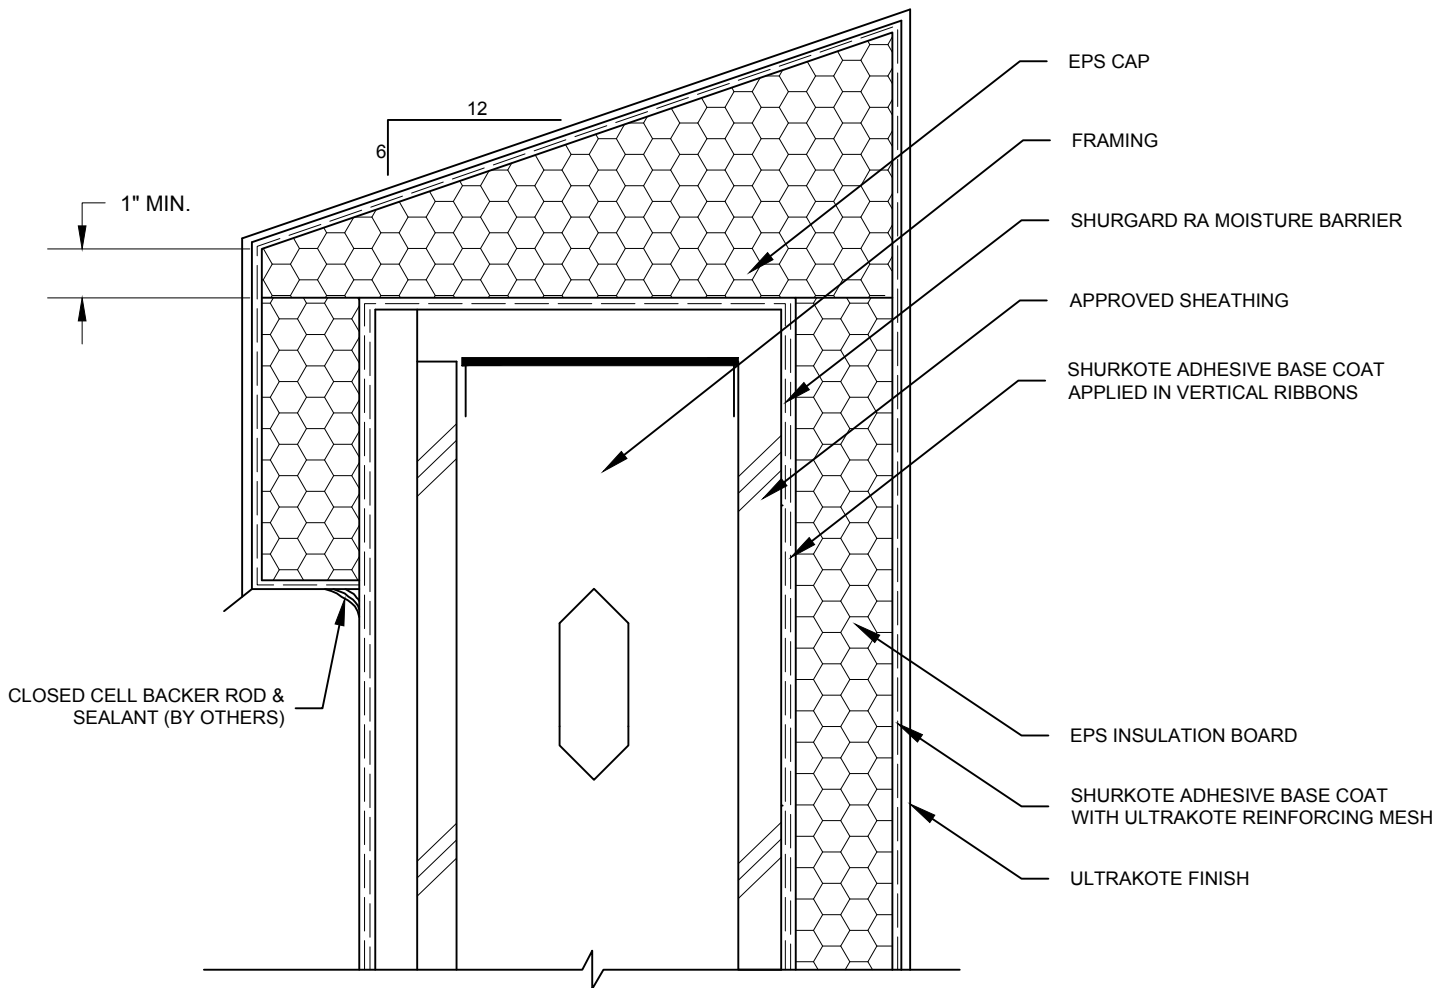 EPS CAP
12
FRAMING
6
1" MIN.
SHURGARD RA MOISTURE BARRIER
APPROVED SHEATHING
SHURKOTE ADHESIVE BASE COAT
APPLIED IN VERTICAL RIBBONS
CLOSED CELL BACKER ROD &
SEALANT (BY OTHERS)
EPS INSULATION BOARD
SHURKOTE ADHESIVE BASE COAT
WITH ULTRAKOTE REINFORCING MESH
ULTRAKOTE FINISH